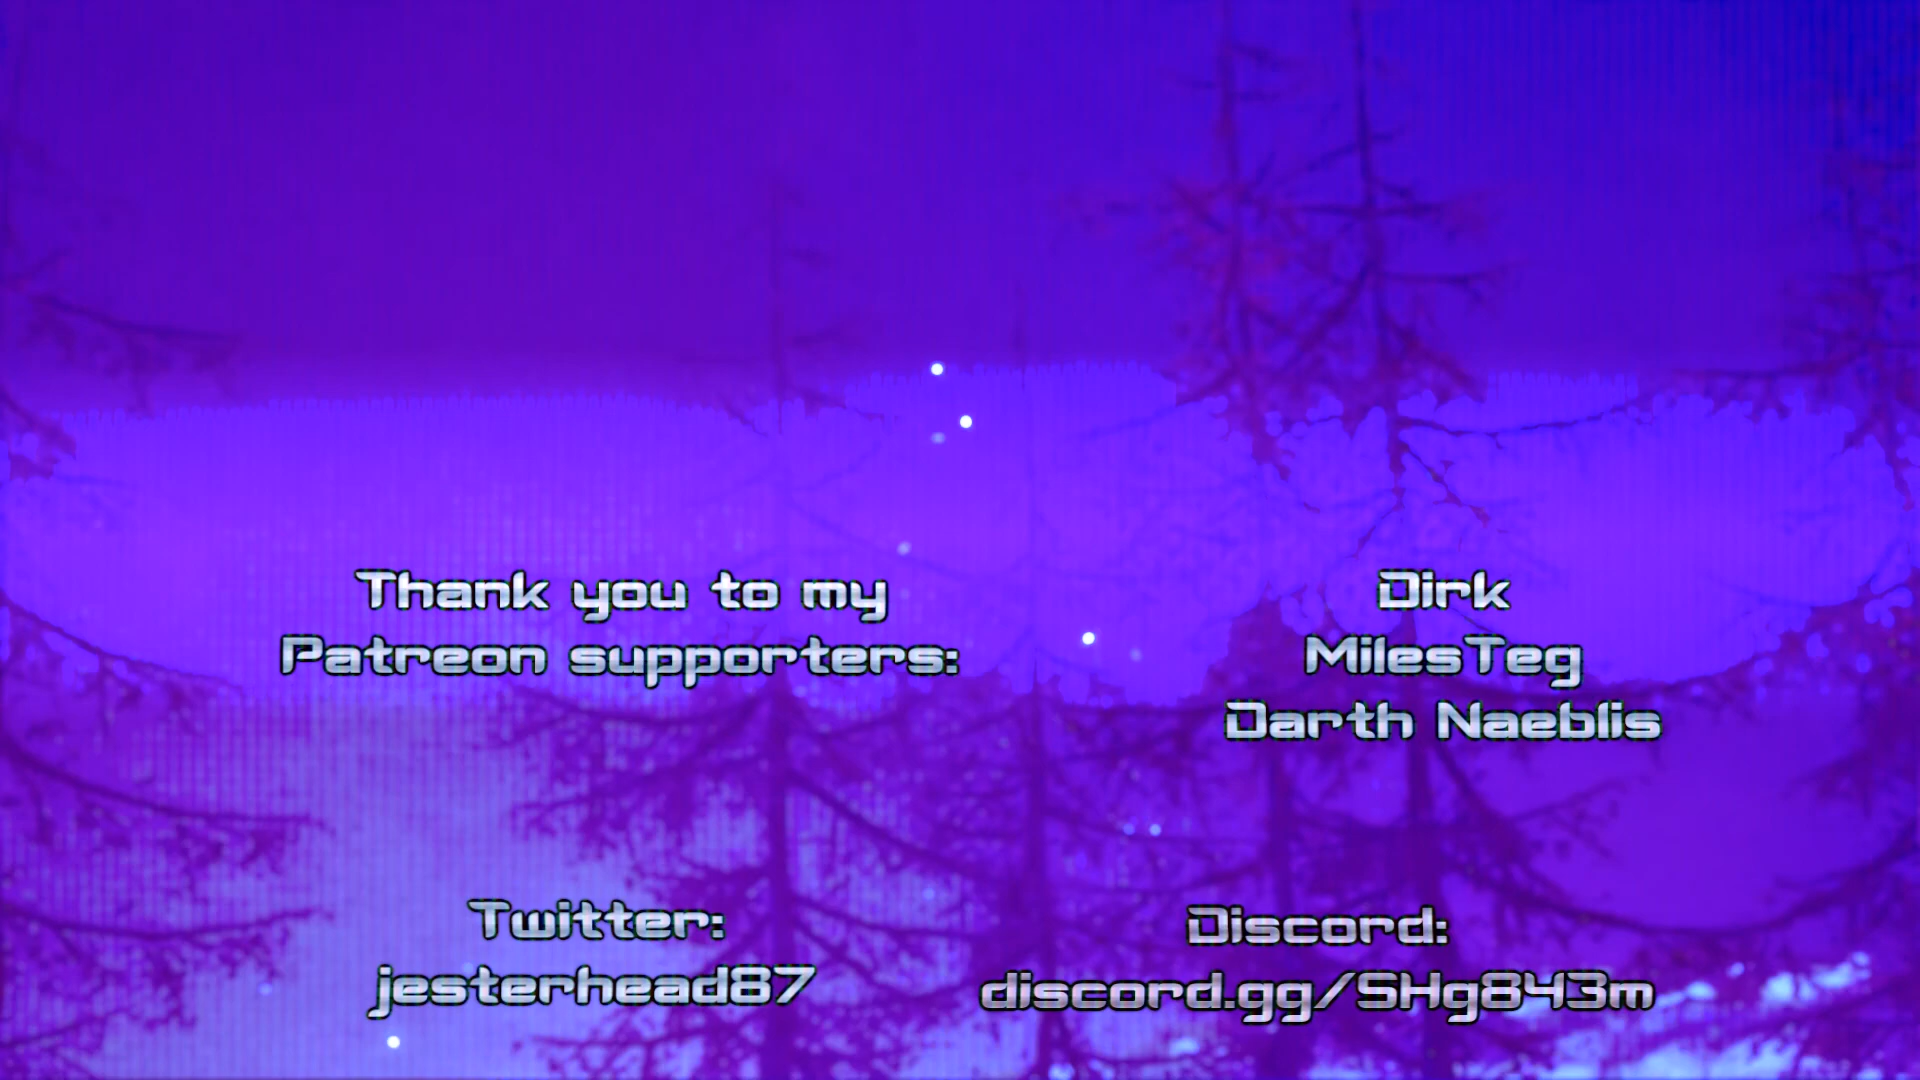 Thank you to my
Patreon supporters:
Dirk
MilesTeg
Darth Naeblis
Twitter:
jesterhead87
Discord:
discord.gg/SHg843m